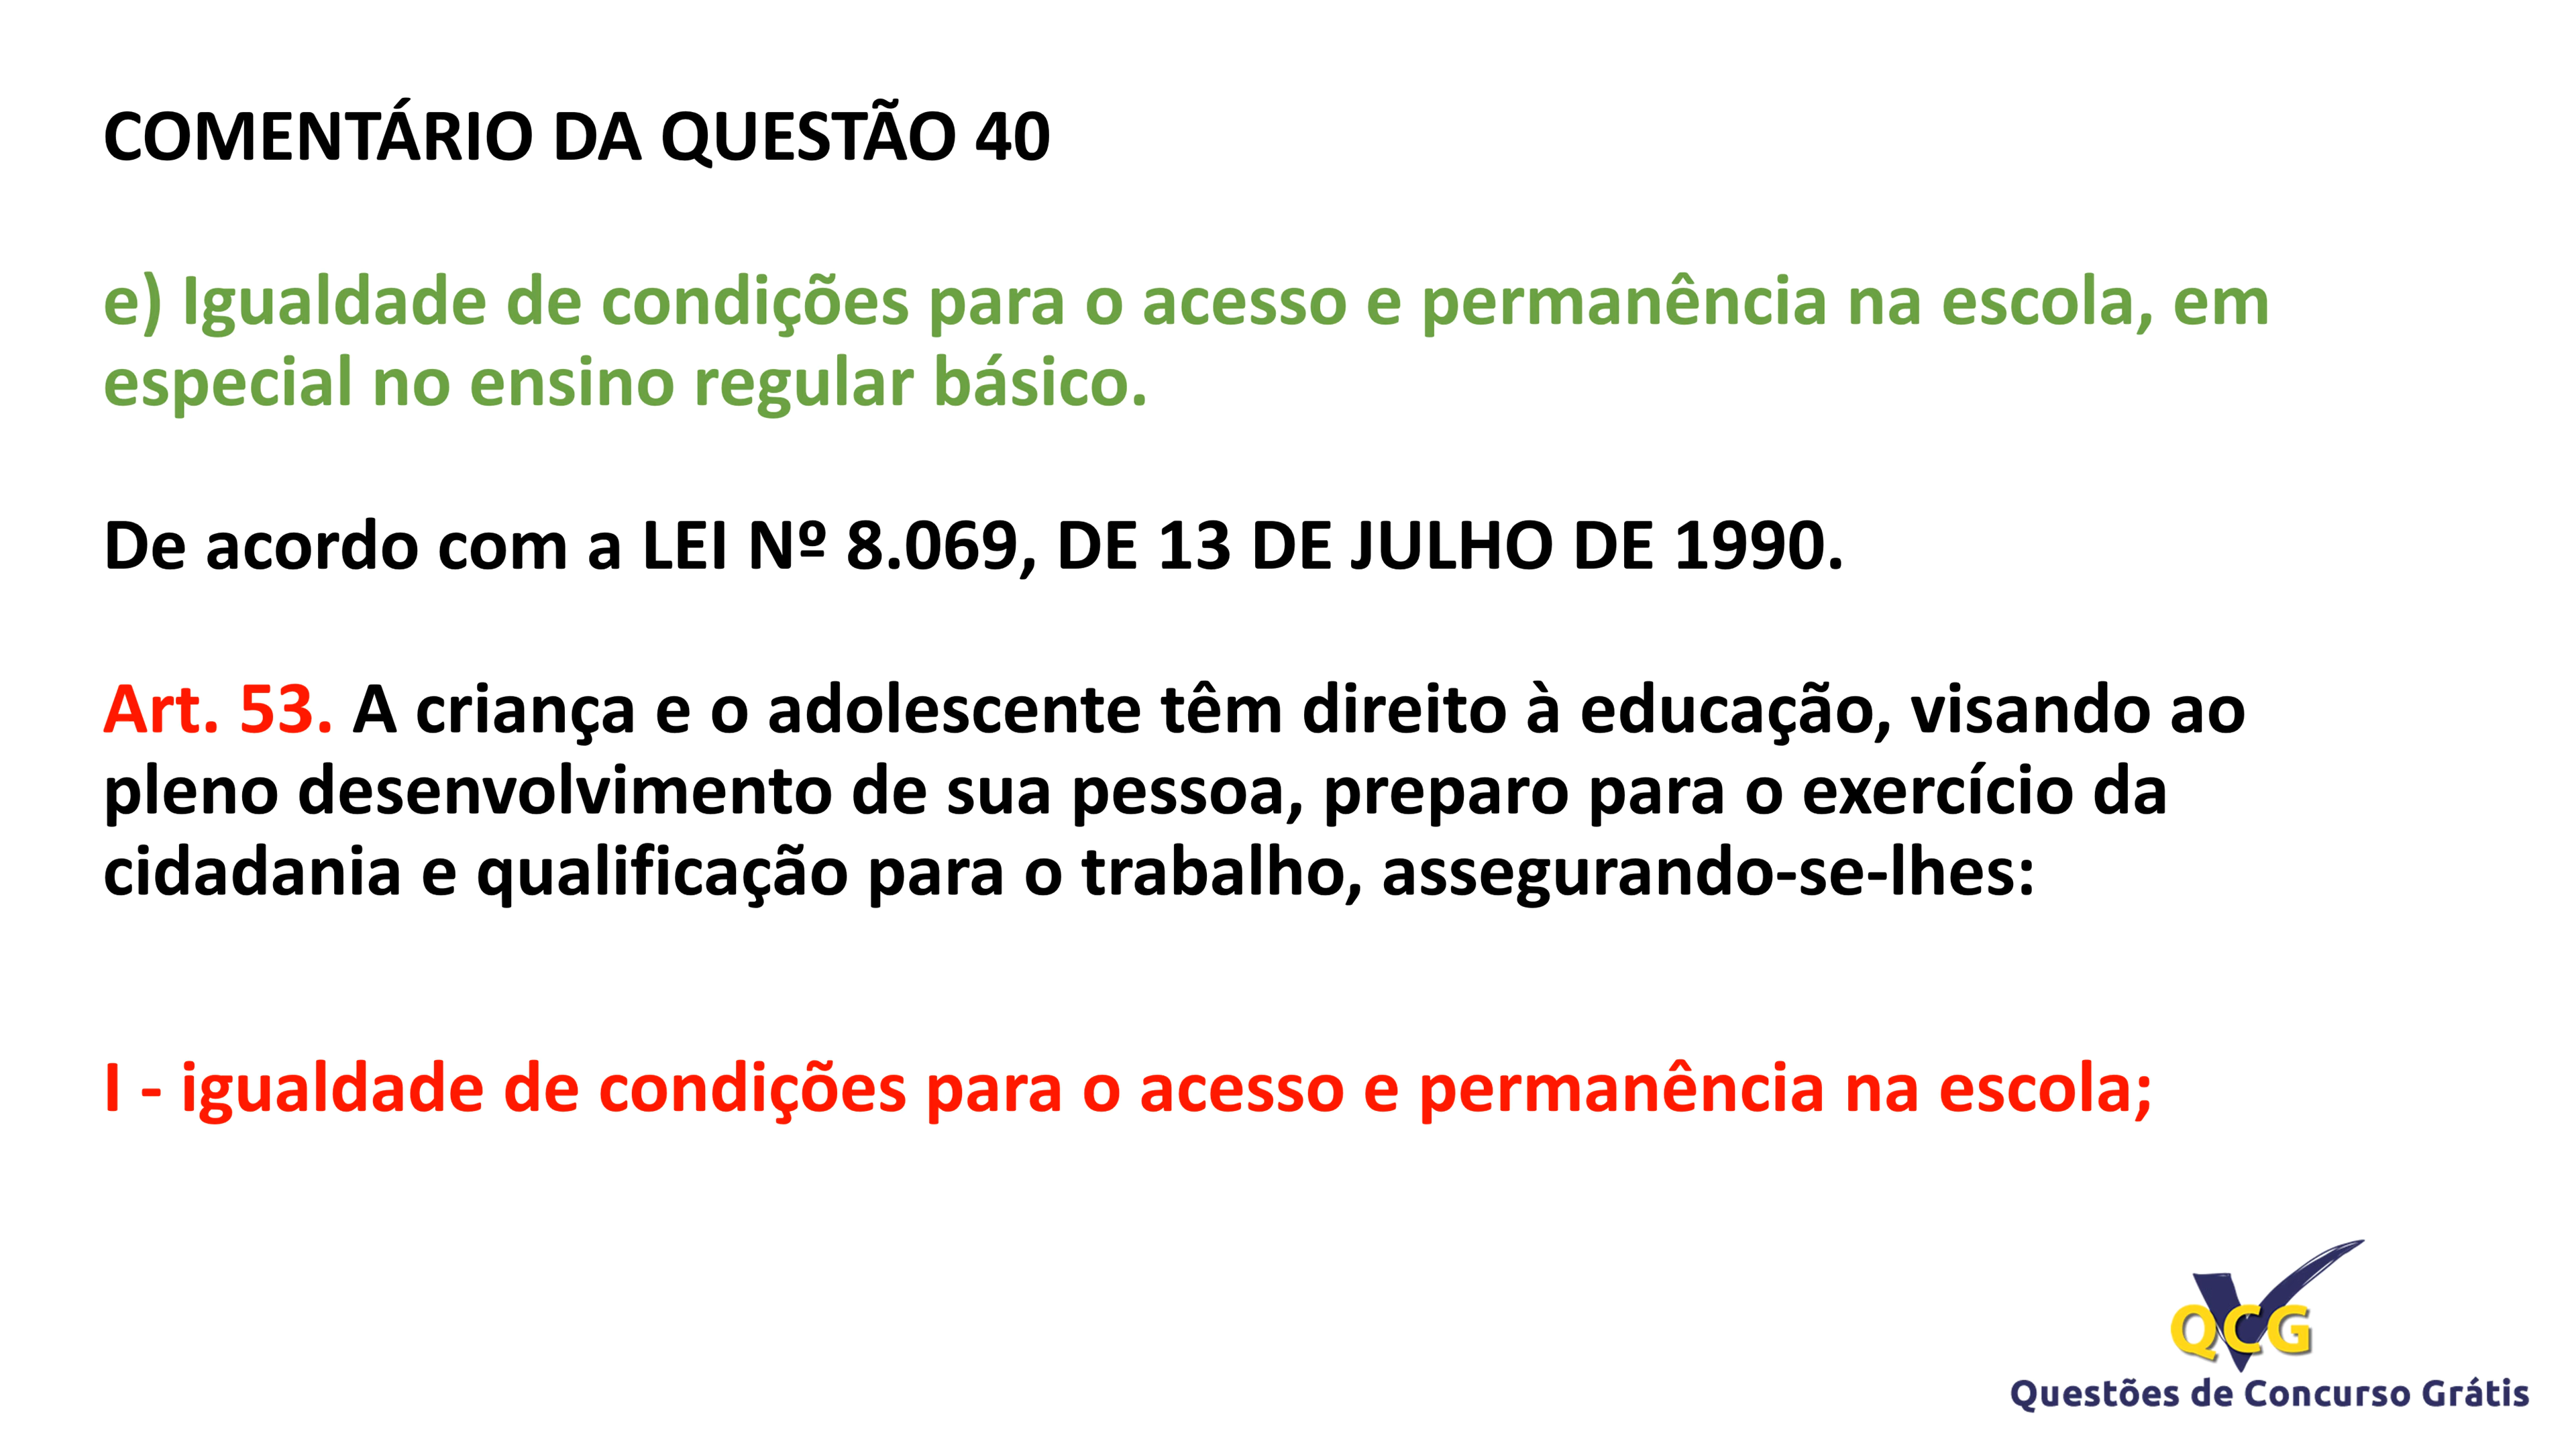 COMENTÁRIO DA QUESTÃO 40
e) Igualdade de condições para o acesso e permanência na escola, em
especial no ensino regular básico.
De acordo com a LEI Nº 8.069, DE 13 DE JULHO DE 1990.
Art. 53. A criança e o adolescente têm direito à educação, visando ao
pleno desenvolvimento de sua pessoa, preparo para o exercício da
cidadania e qualificação para o trabalho, assegurando-se-lhes:
I - igualdade de condições para o acesso e permanência na escola;
QCG
Questões de Concurso Grátis